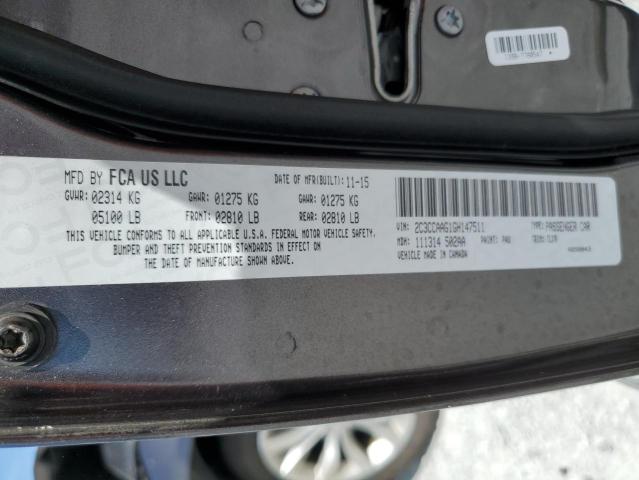 MFD BY FCA US LLC DATE OF MFR(BUILT): 11-15
GVWR: 02314 KG GAWR: 01275 KG GAWR: 01275 KG
05100 LB FRONT: 02810 LB REAR: 02810 LB
THIS VEHICLE CONFORMS TO ALL APPLICABLE U.S.A. FEDERAL MOTOR VEHICLE SAFETY,
BUMPER AND THEFT PREVENTION STANDARDS IN EFFECT ON
THE DATE OF MANUFACTURE SHOWN ABOVE.
VIN: 2C3CCAAG1GH147511 TYPE: PASSENGER CAR
MDH: 111314 502AA PAINT: PAU TRIM:
VEHICLE MADE IN CANADA